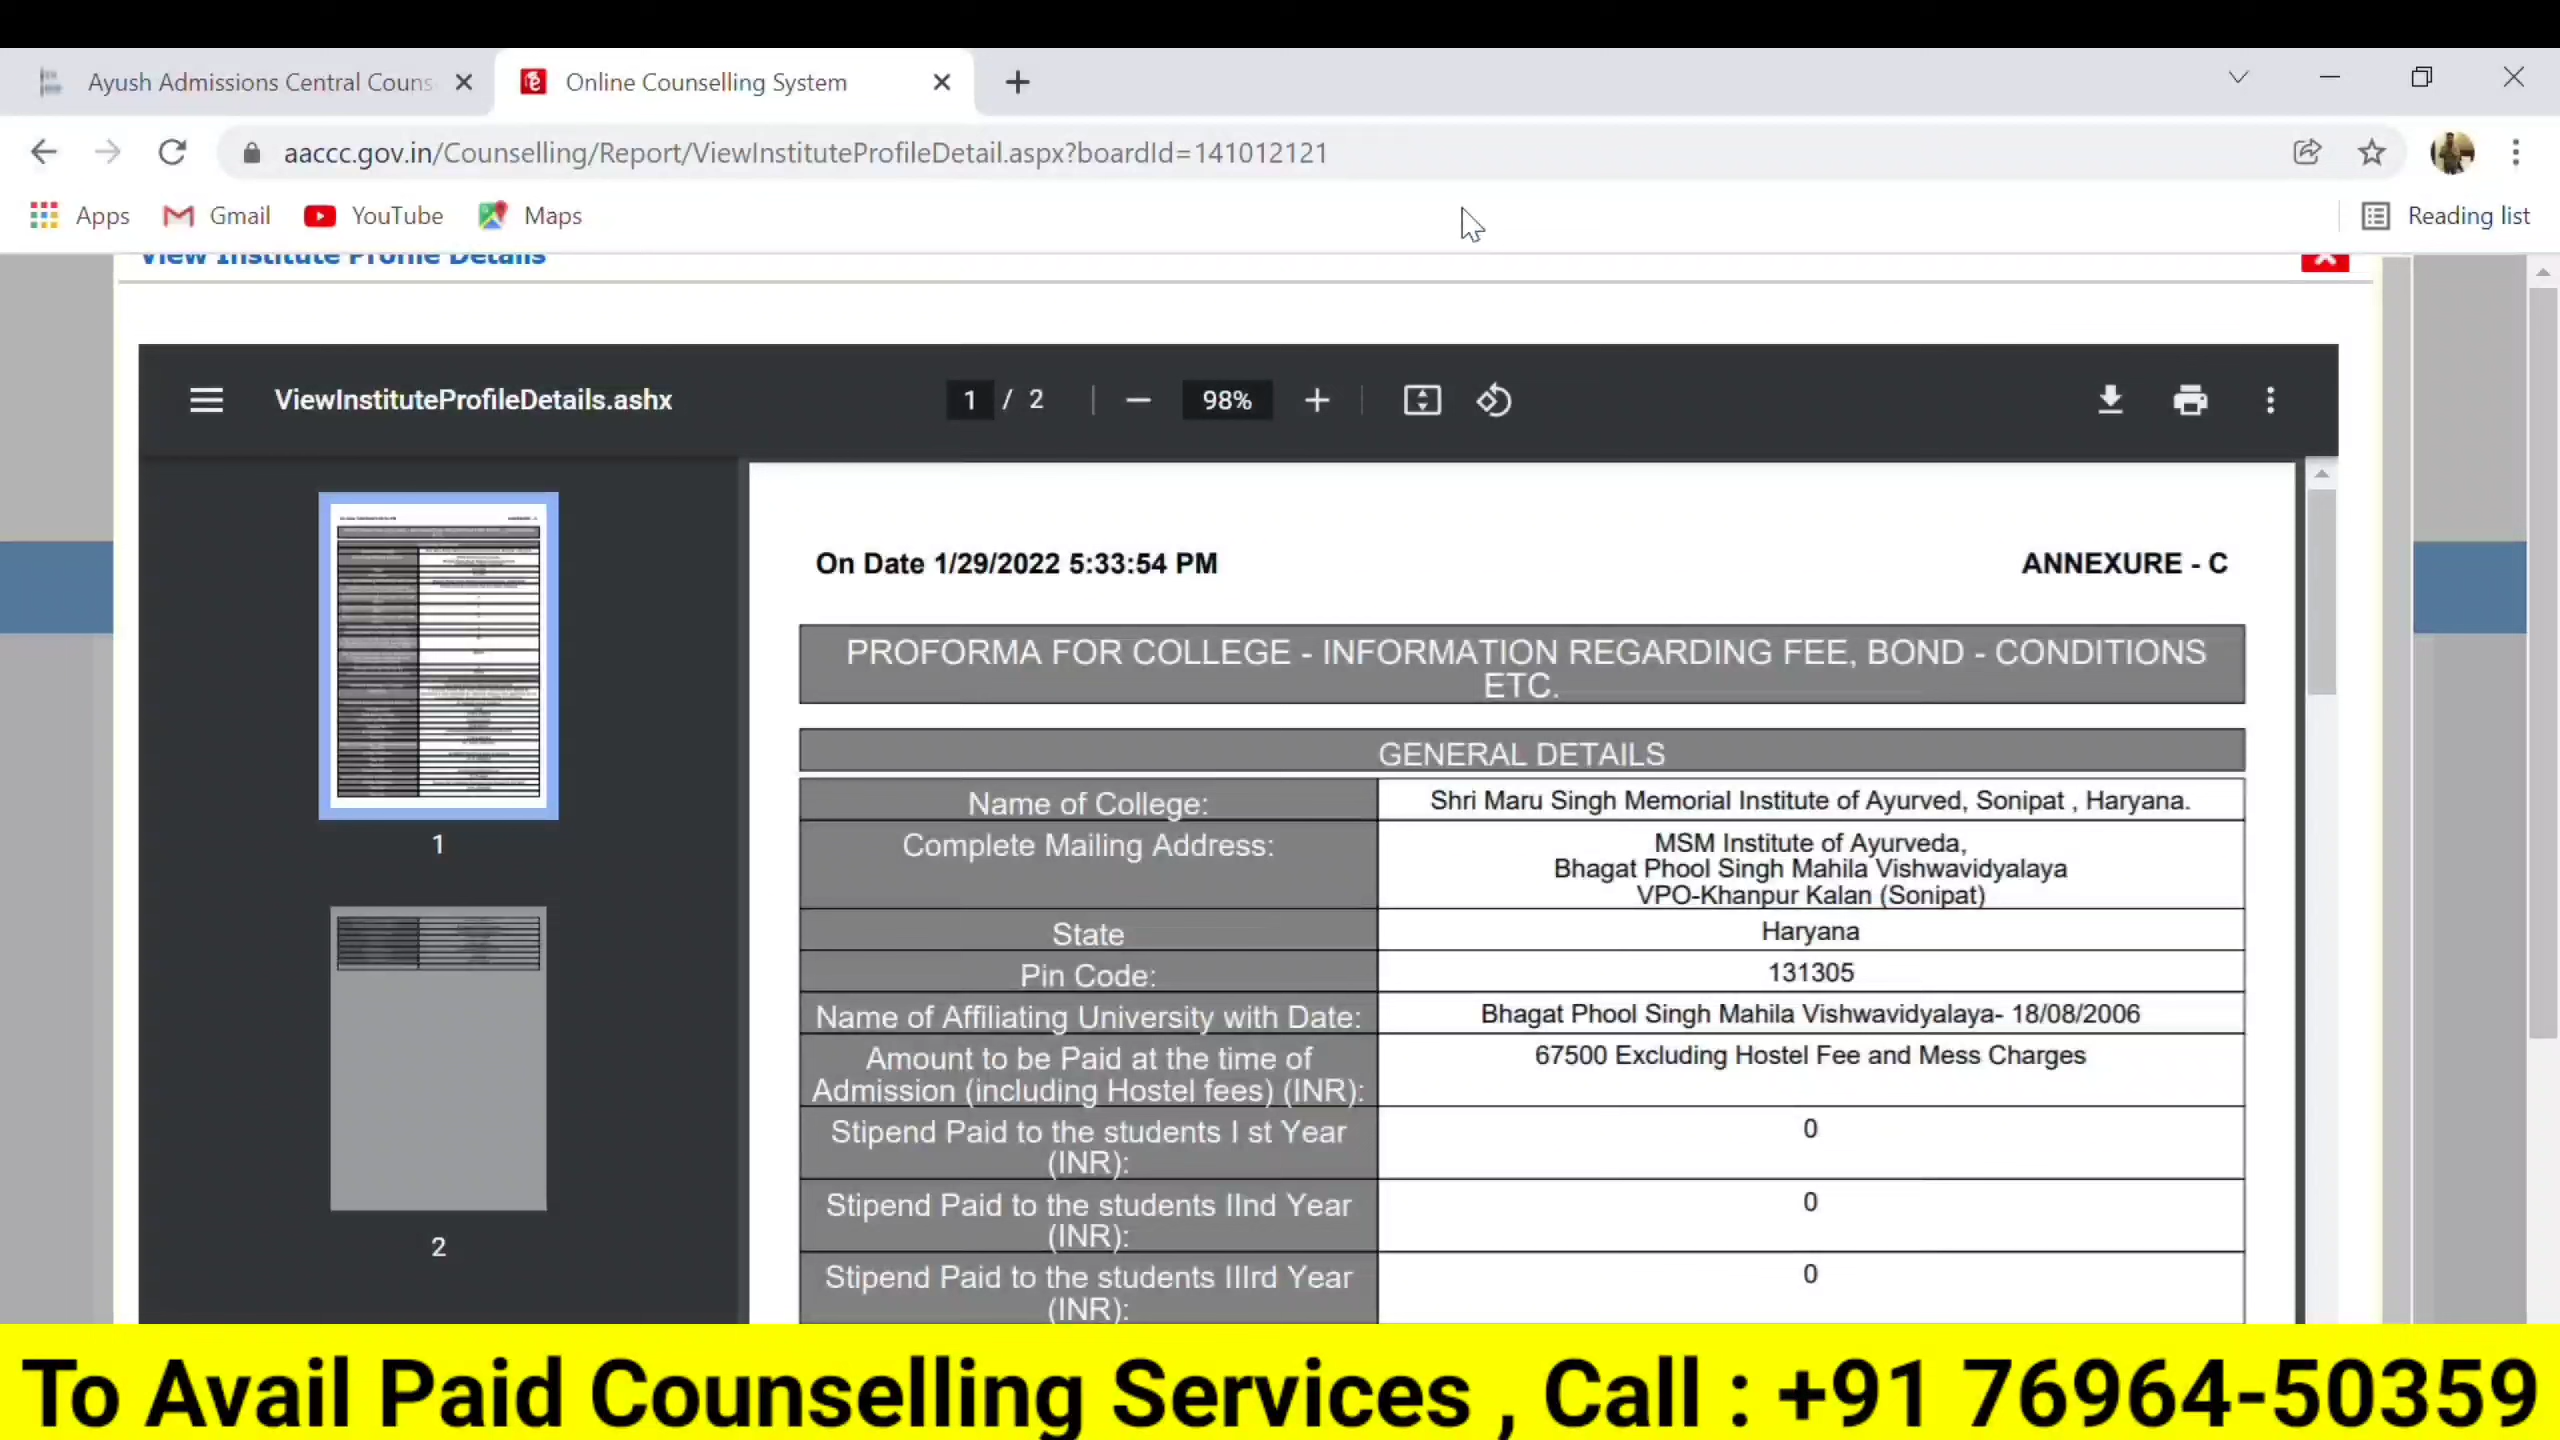 Ayush Admissions Central Couns
Online Counselling System
aaccc.gov.in/Counselling/Report/ViewInstituteProfileDetail.aspx?boardId=141012121
Apps
Gmail
YouTube
Maps
Reading list
View Institute Profile Details
ViewInstituteProfileDetails.ashx
1 / 2
98%
On Date 1/29/2022 5:33:54 PM
ANNEXURE - C
PROFORMA FOR COLLEGE - INFORMATION REGARDING FEE, BOND - CONDITIONS
ETC.
GENERAL DETAILS
Name of College:
Shri Maru Singh Memorial Institute of Ayurved, Sonipat , Haryana.
Complete Mailing Address:
MSM Institute of Ayurveda,
Bhagat Phool Singh Mahila Vishwavidyalaya
VPO-Khanpur Kalan (Sonipat)
State
Haryana
Pin Code:
131305
Name of Affiliating University with Date:
Bhagat Phool Singh Mahila Vishwavidyalaya- 18/08/2006
Amount to be Paid at the time of
Admission (including Hostel fees) (INR):
67500 Excluding Hostel Fee and Mess Charges
Stipend Paid to the students I st Year
(INR):
0
Stipend Paid to the students IInd Year
(INR):
0
Stipend Paid to the students IIIrd Year
(INR):
0
1
2
To Avail Paid Counselling Services , Call : +91 76964-50359